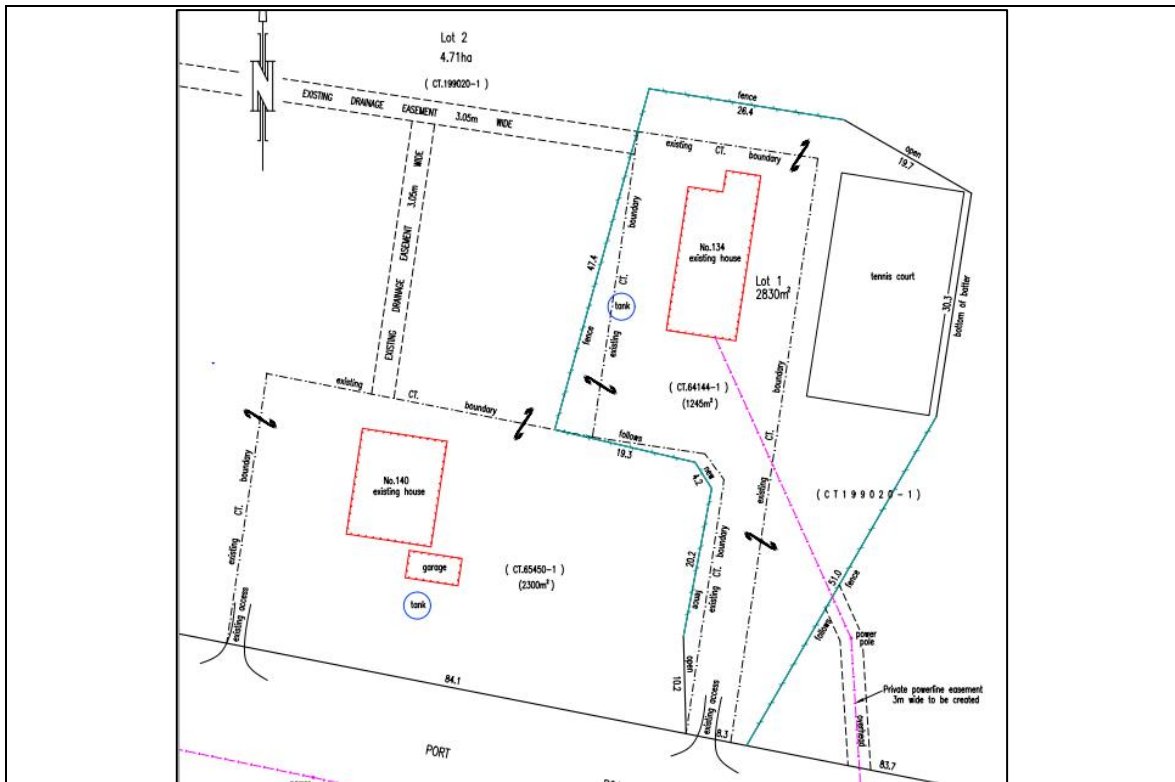 Lot 2
4.71ha
( CT.199020-1 )
EXISTING DRAINAGE EASEMENT 3.05m WIDE
EXISTING DRAINAGE EASEMENT 3.05m WIDE
fence
26.4
open
19.7
existing CT. boundary
existing CT. boundary
47.4
fence
No.134
existing house
Lot 1
2830m²
tennis court
30.3
bottom of batter
tank
( CT.64144-1 )
(1245m²)
existing CT. boundary
existing CT. boundary
follows
19.3
new
4.2
( CT199020-1 )
No.140
existing house
existing CT. boundary
garage
tank
( CT.65450-1 )
(2300m²)
20.2
fence
existing CT. boundary
51.0
fence
follows
power
pole
existing access
open
10.2
existing access
84.1
8.3
Private powerline easement
3m wide to be created
overhead
83.7
PORT